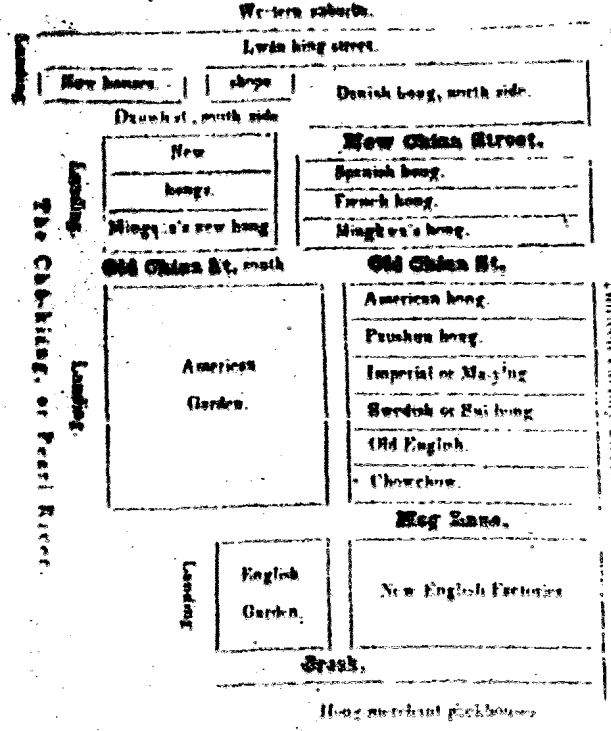 Western suburbs.
Lwan hing street.
Landing
New houses.
shops
Danish hong, north side.
Danish st., south side
New China Street.
New
hongs.
Mingqua's new hong
Spanish hong.
French hong.
Mingkwa's hong.
Landing.
Old China St. south
Old China St.
The Chu-kiang, or Pearl River.
Landing.
American
Garden.
American hong.
Paushun hong.
Imperial or Ma-ying
Swedish or Sui hong
Old English.
Chowchow.
Hog Lane.
Landing
English
Garden.
New English Factories
Creek.
Hong merchant packhouses